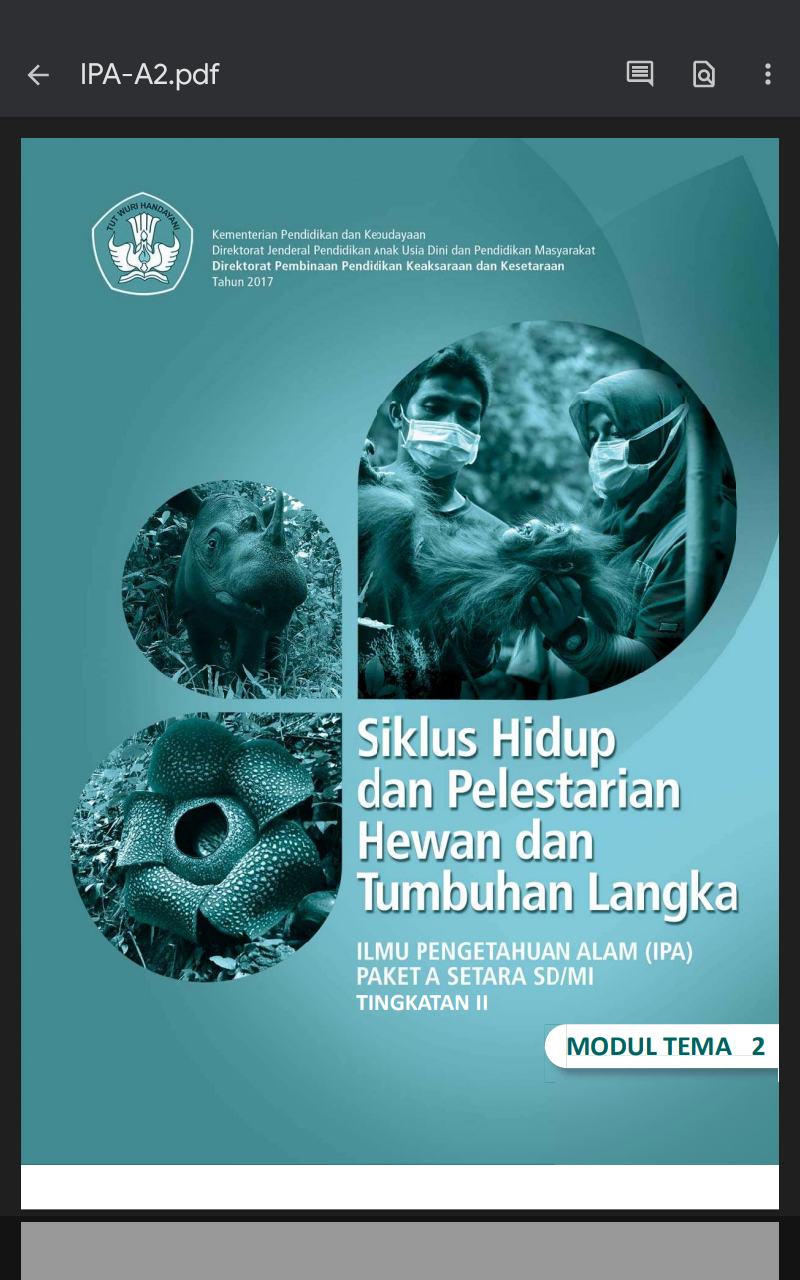 IPA-A2.pdf
TUT WURI HANDAYANI
Kementerian Pendidikan dan Kebudayaan
Direktorat Jenderal Pendidikan Anak Usia Dini dan Pendidikan Masyarakat
Direktorat Pembinaan Pendidikan Keaksaraan dan Kesetaraan
Tahun 2017
Siklus Hidup
dan Pelestarian
Hewan dan
Tumbuhan Langka
ILMU PENGETAHUAN ALAM (IPA)
PAKET A SETARA SD/MI
TINGKATAN II
MODUL TEMA 2